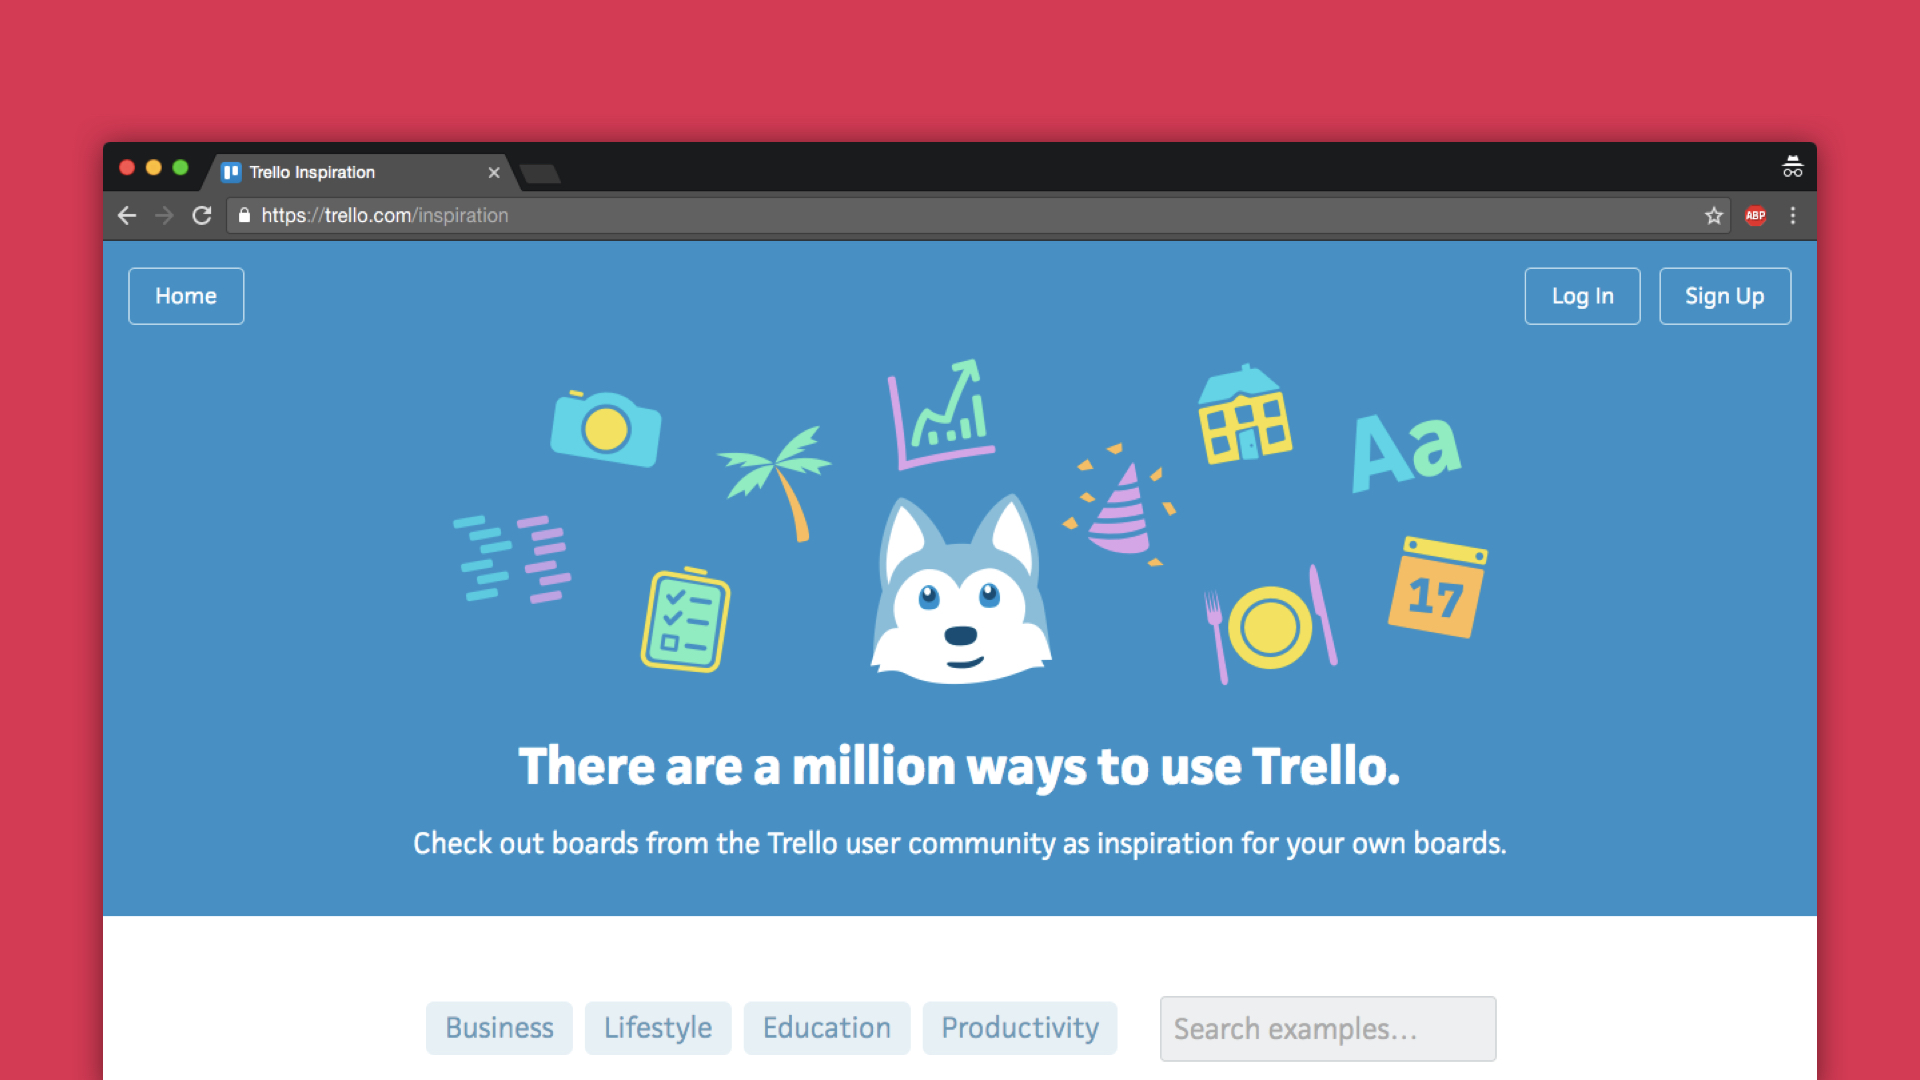 Trello Inspiration
https://trello.com/inspiration
ABP
Home
Log In
Sign Up
Aa
17
There are a million ways to use Trello.
Check out boards from the Trello user community as inspiration for your own boards.
Business
Lifestyle
Education
Productivity
Search examples...